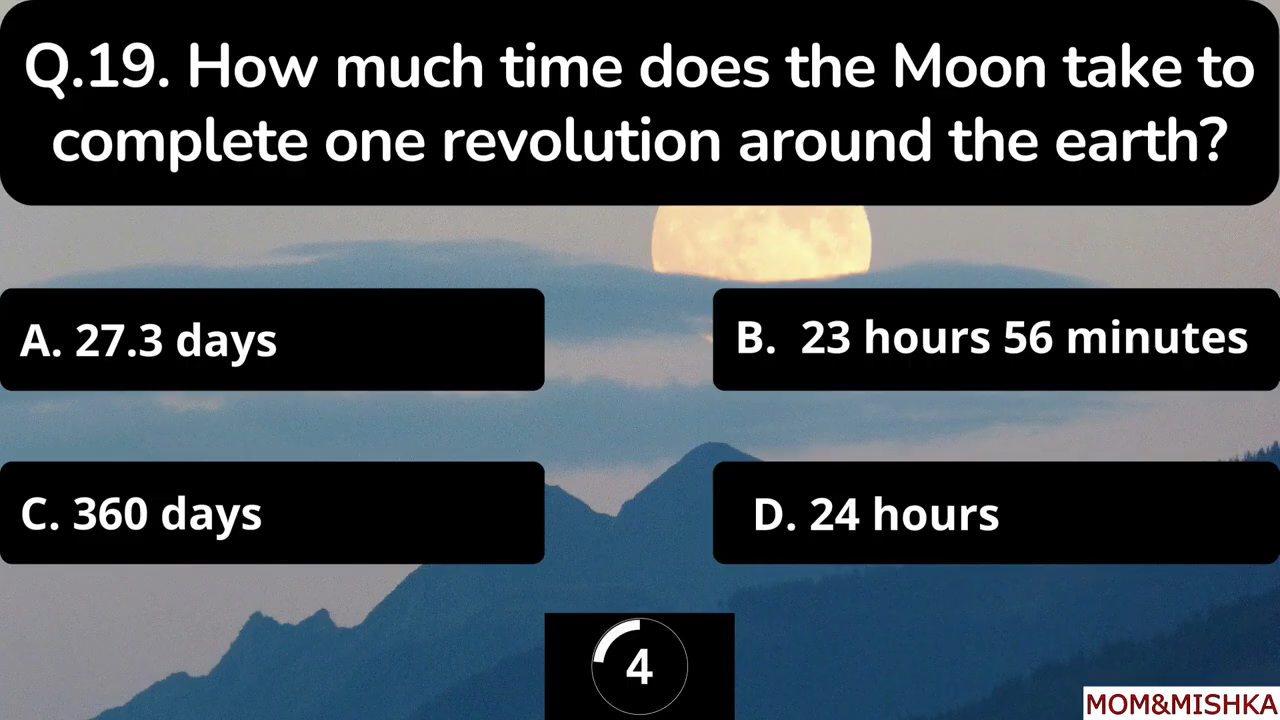 Q.19. How much time does the Moon take to
complete one revolution around the earth?
A. 27.3 days
B. 23 hours 56 minutes
C. 360 days
D. 24 hours
4
MOM&MISHKA